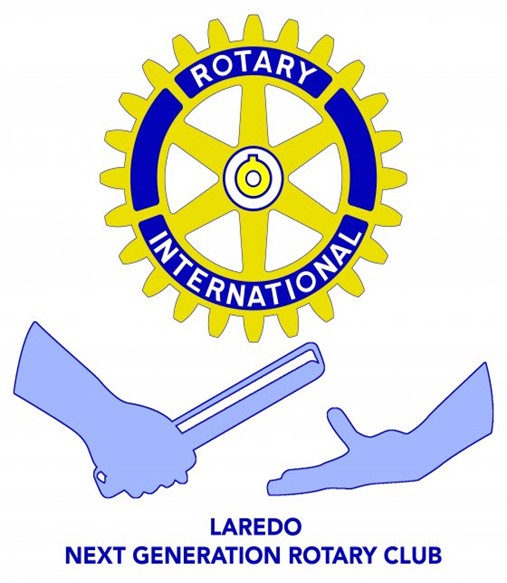 ROTARY
INTERNATIONAL
LAREDO
NEXT GENERATION ROTARY CLUB